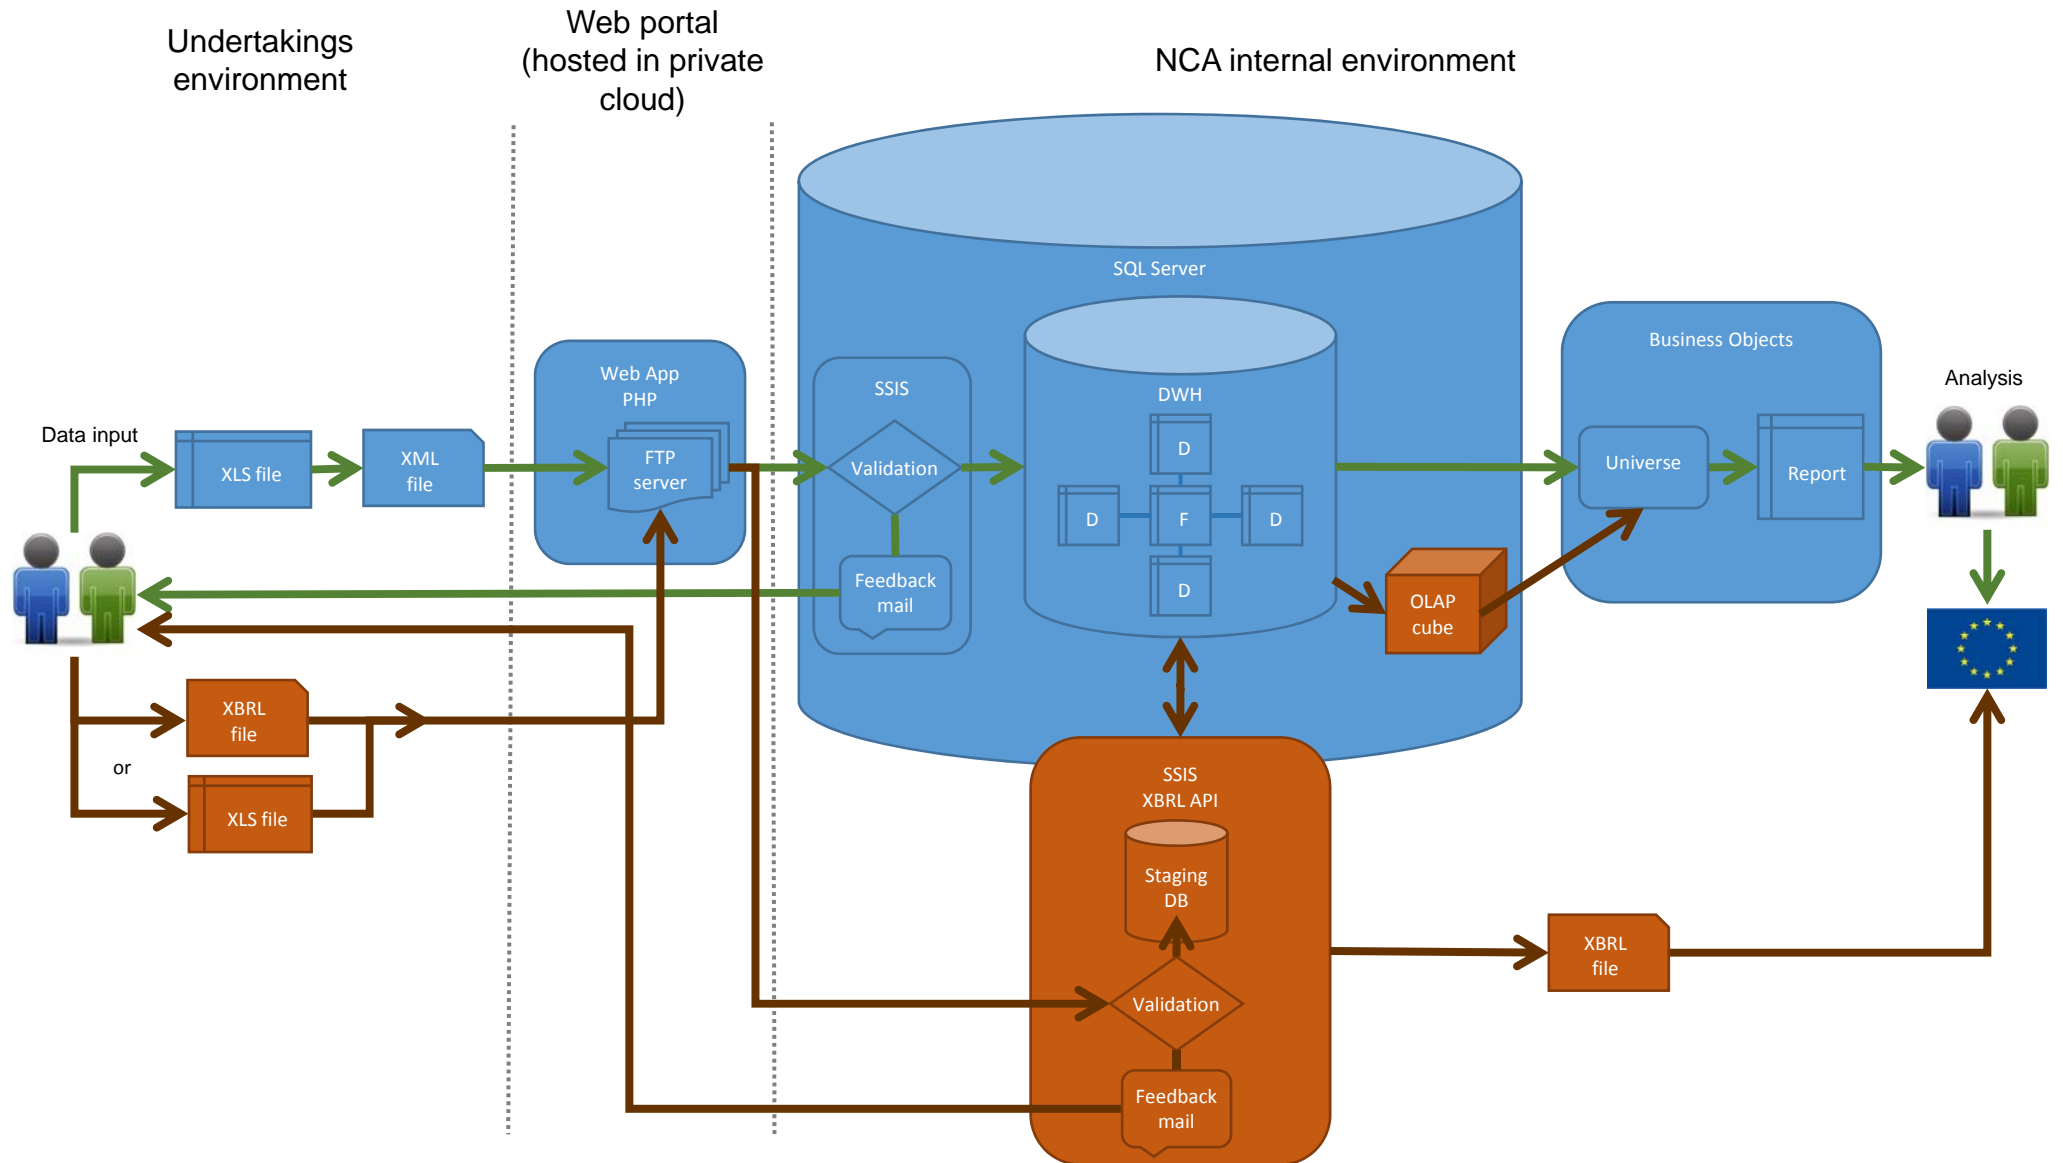 Undertakings
environment
Web portal
(hosted in private
cloud)
NCA internal environment
SQL Server
Business Objects
Web App
PHP
SSIS
DWH
Analysis
Data input
XLS file
XML
file
FTP
server
Validation
D
D
F
D
D
Universe
Report
Feedback
mail
OLAP
cube
XBRL
file
or
XLS file
SSIS
XBRL API
Staging
DB
Validation
Feedback
mail
XBRL
file